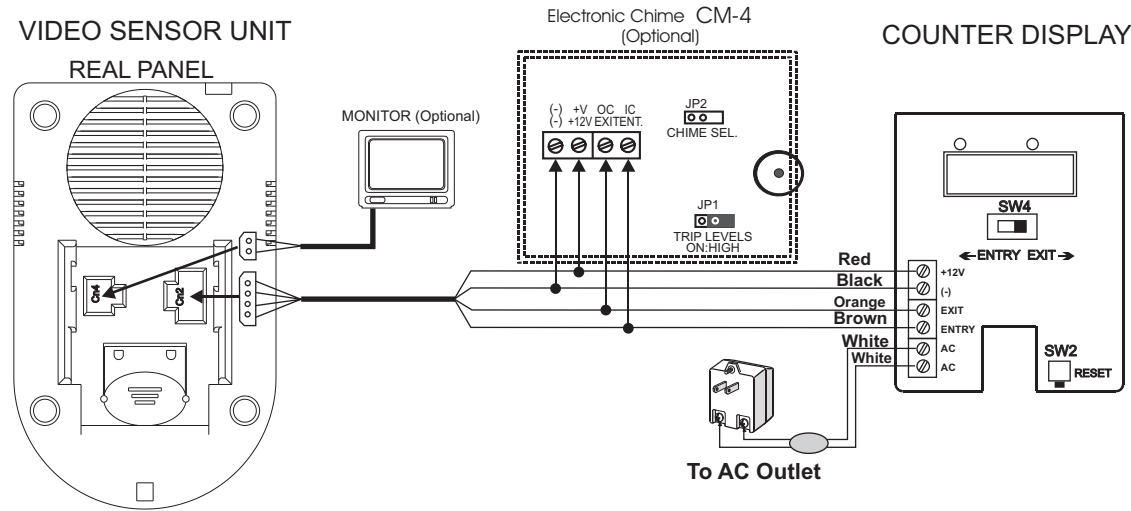 VIDEO SENSOR UNIT
REAL PANEL
Cn4
Cn2
MONITOR (Optional)
Electronic Chime CM-4
(Optional)
(-) +V OC IC
(-) +12V EXIT ENT.
JP2
CHIME SEL.
JP1
TRIP LEVELS
ON:HIGH
COUNTER DISPLAY
SW4
ENTRY EXIT
Red
Black
Orange
Brown
White
White
+12V
(-)
EXIT
ENTRY
AC
AC
SW2
RESET
To AC Outlet